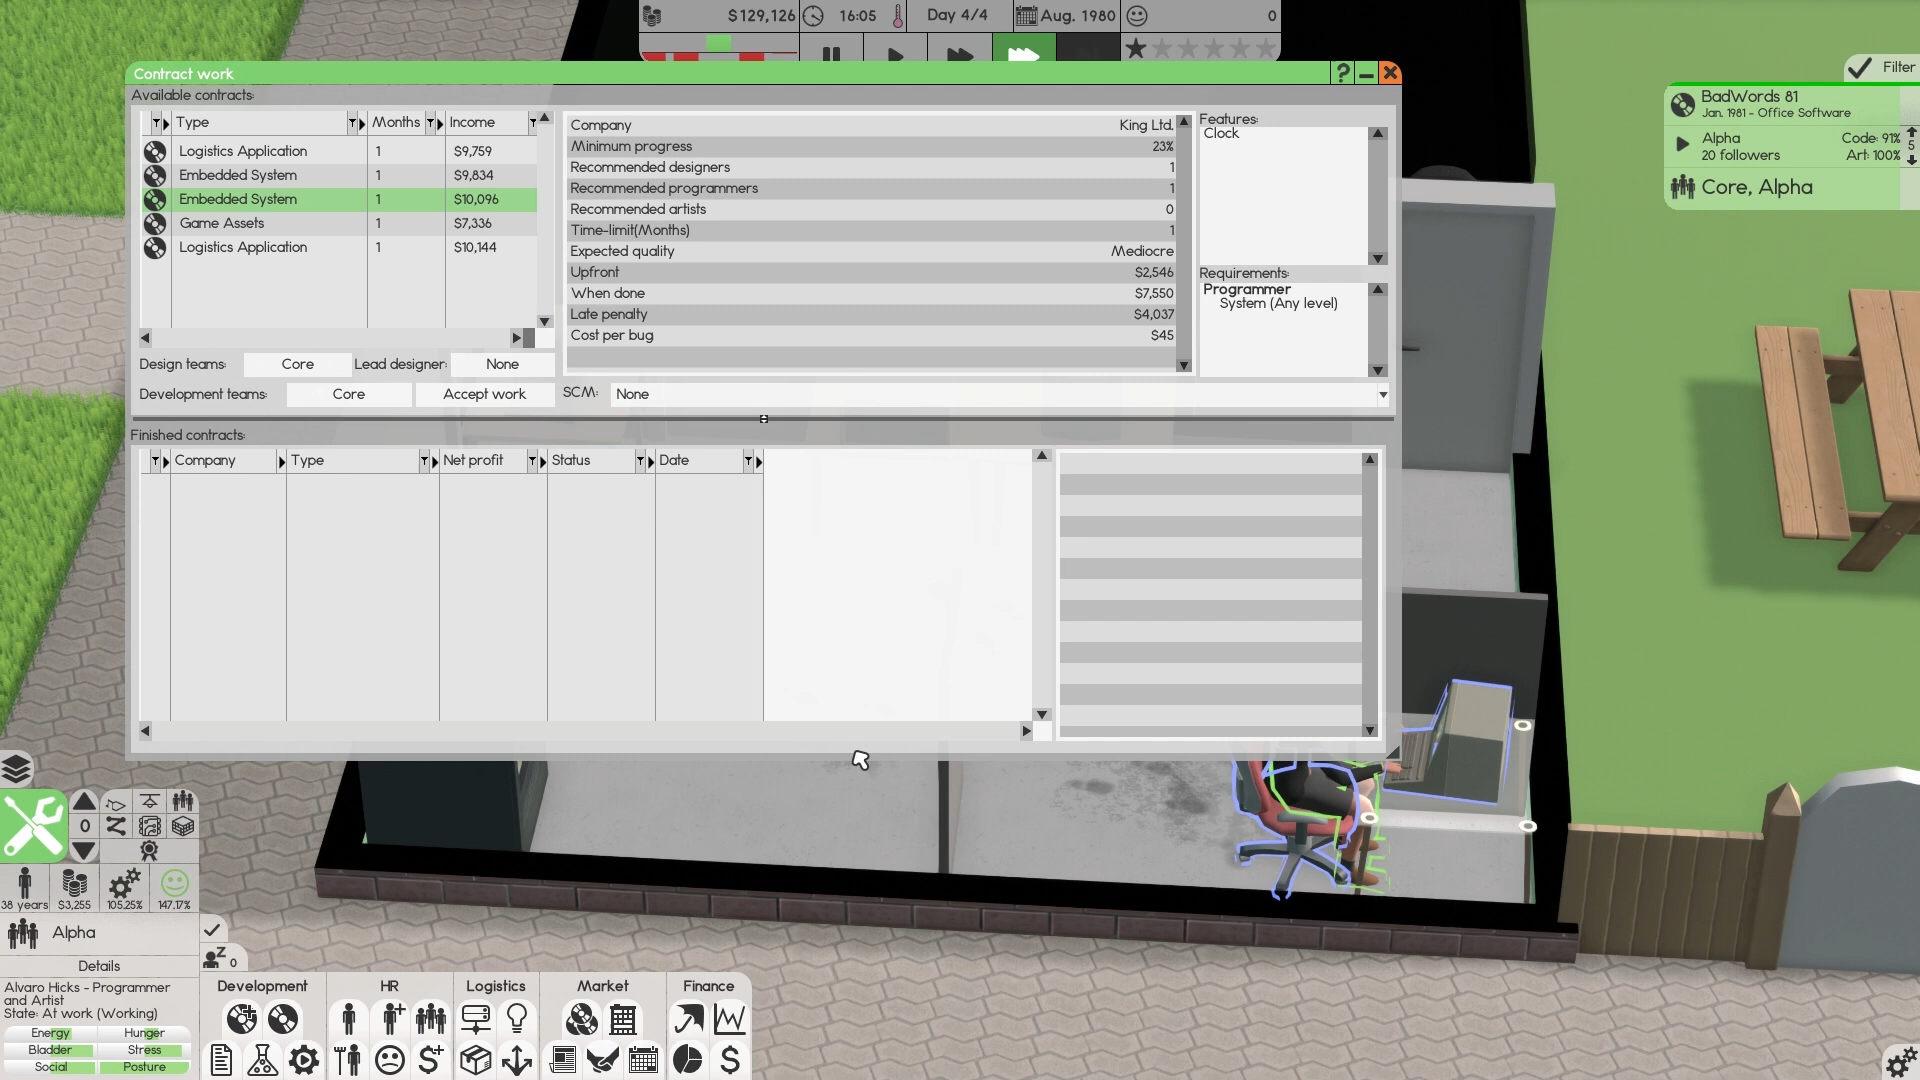 $129,126
16:05
Day 4/4
Aug. 1980
0
Contract work
?
Filter
Available contracts:
Type Months Income
Logistics Application 1 $9,759
Embedded System 1 $9,834
Embedded System 1 $10,096
Game Assets 1 $7,336
Logistics Application 1 $10,144
Company King Ltd.
Minimum progress 23%
Recommended designers 1
Recommended programmers 1
Recommended artists 0
Time-limit(Months) 1
Expected quality Mediocre
Upfront $2,546
When done $7,550
Late penalty $4,037
Cost per bug $45
Features:
Clock
Requirements:
Programmer
System (Any level)
Design teams: Core Lead designer: None
Development teams: Core Accept work
SCM: None
Finished contracts:
Company Type Net profit Status Date
BadWords 81
Jan. 1981 - Office Software
Alpha Code: 91%
20 followers Art: 100%
5
Core, Alpha
0
38 years $3,255 105.25% 147.17%
Alpha
Details
Alvaro Hicks - Programmer
and Artist
State: At work (Working)
Energy Hunger
Bladder Stress
Social Posture
Z 0
Development HR Logistics Market Finance